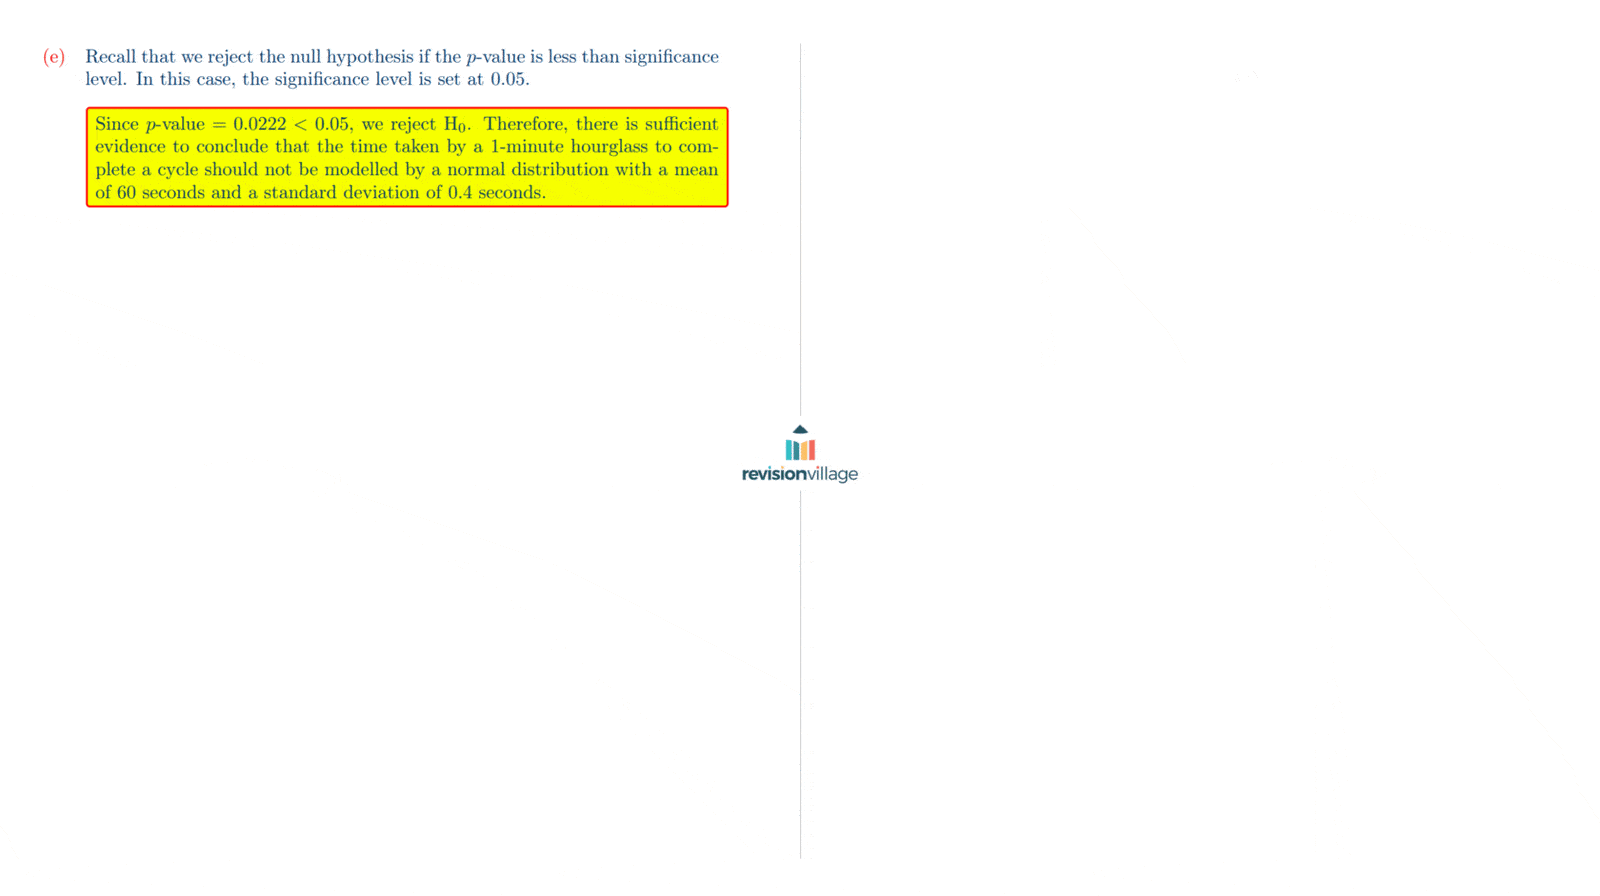 (e) Recall that we reject the null hypothesis if the p-value is less than significance
level. In this case, the significance level is set at 0.05.
Since p-value = 0.0222 < 0.05, we reject H₀. Therefore, there is sufficient
evidence to conclude that the time taken by a 1-minute hourglass to com-
plete a cycle should not be modelled by a normal distribution with a mean
of 60 seconds and a standard deviation of 0.4 seconds.
revisionvillage